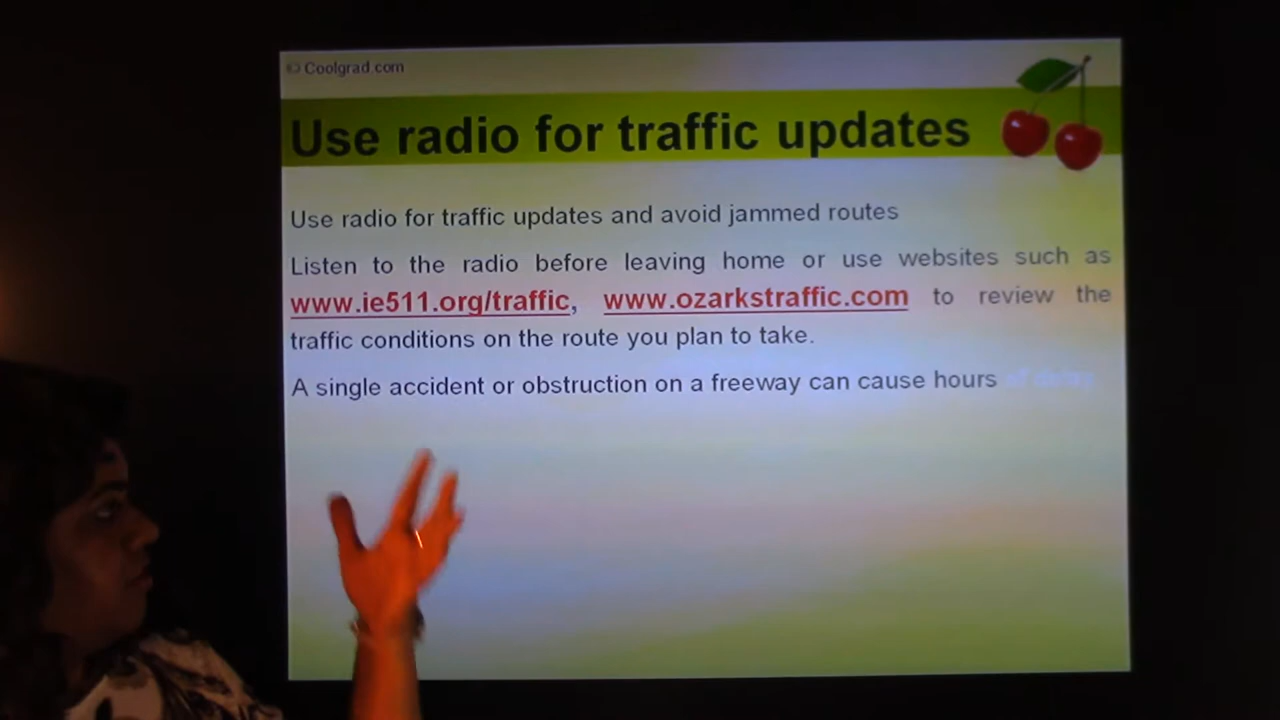 © Coolgrad.com
Use radio for traffic updates
Use radio for traffic updates and avoid jammed routes
Listen to the radio before leaving home or use websites such as
www.ie511.org/traffic, www.ozarkstraffic.com to review the
traffic conditions on the route you plan to take.
A single accident or obstruction on a freeway can cause hours